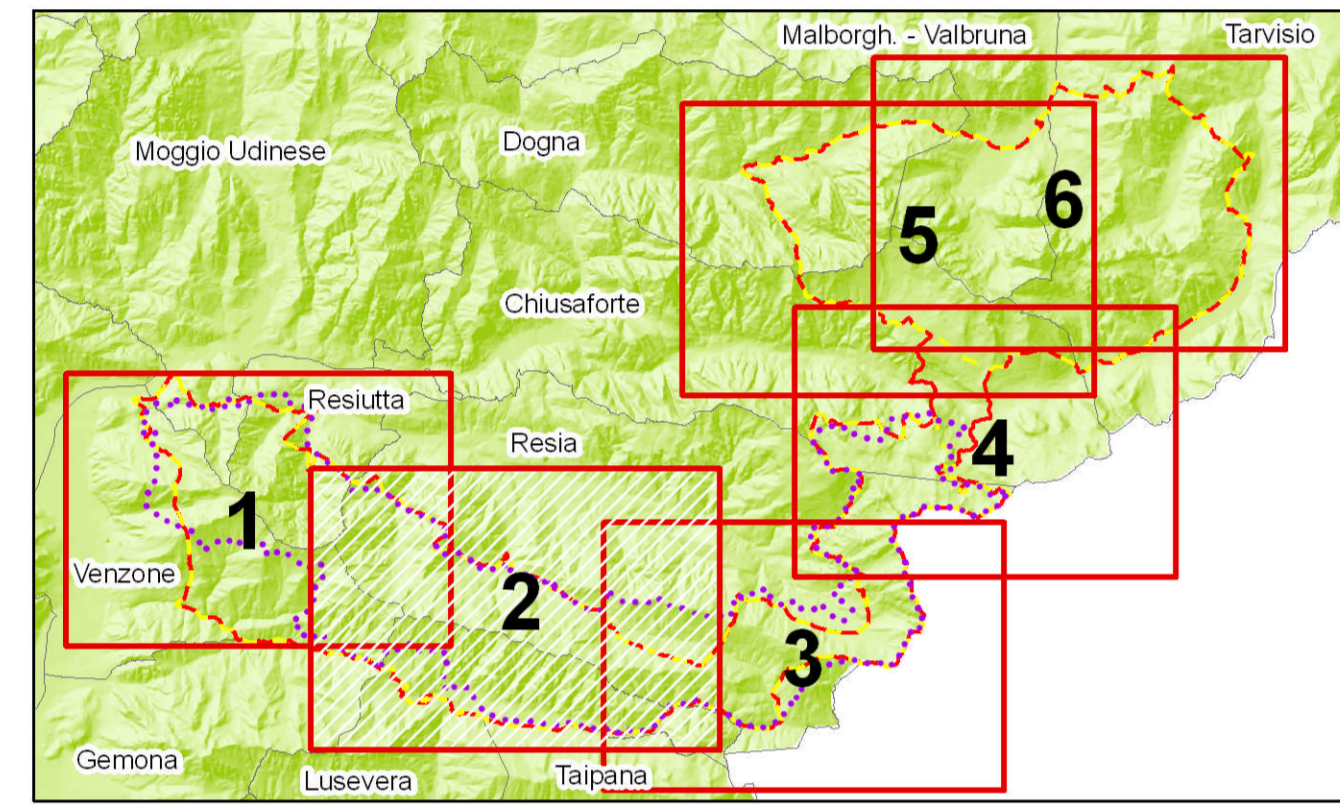 Malborgh. - Valbruna
Tarvisio
Moggio Udinese
Dogna
6
5
Chiusaforte
Resiutta
Resia
4
1
Venzone
2
3
Gemona
Lusevera
Taipana